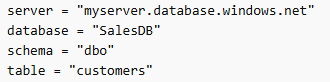 server = "myserver.database.windows.net"
database = "SalesDB"
schema = "dbo"
table = "customers"